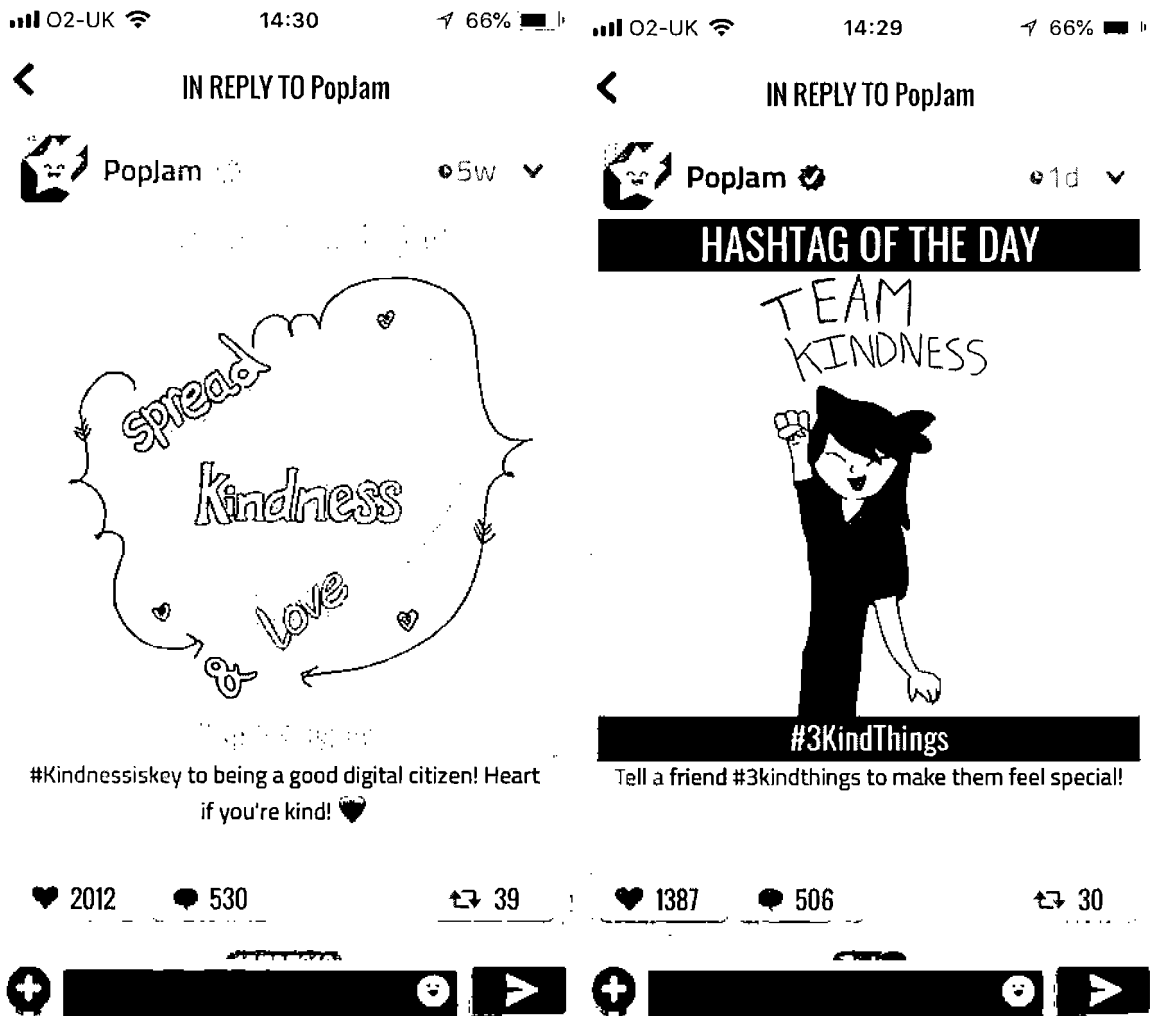 O2-UK 14:30 66%
IN REPLY TO PopJam
PopJam 5w
spread
Kindness
& Love
#Kindnessiskey to being a good digital citizen! Heart
if you're kind!
2012 530 39
O2-UK 14:29 66%
IN REPLY TO PopJam
PopJam 1d
HASHTAG OF THE DAY
TEAM
KINDNESS
#3KindThings
Tell a friend #3kindthings to make them feel special!
1387 506 30